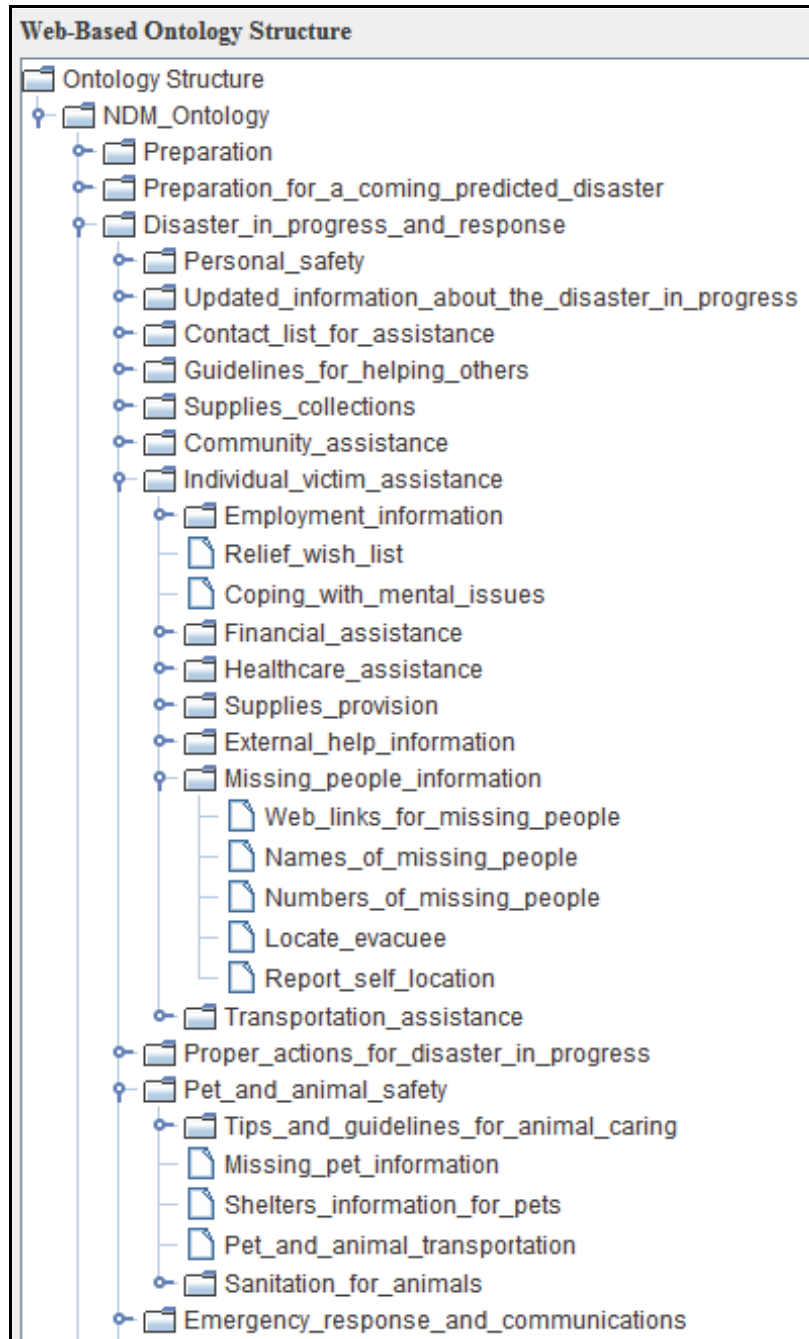 Web-Based Ontology Structure
Ontology Structure
NDM_Ontology
Preparation
Preparation_for_a_coming_predicted_disaster
Disaster_in_progress_and_response
Personal_safety
Updated_information_about_the_disaster_in_progress
Contact_list_for_assistance
Guidelines_for_helping_others
Supplies_collections
Community_assistance
Individual_victim_assistance
Employment_information
Relief_wish_list
Coping_with_mental_issues
Financial_assistance
Healthcare_assistance
Supplies_provision
External_help_information
Missing_people_information
Web_links_for_missing_people
Names_of_missing_people
Numbers_of_missing_people
Locate_evacuee
Report_self_location
Transportation_assistance
Proper_actions_for_disaster_in_progress
Pet_and_animal_safety
Tips_and_guidelines_for_animal_caring
Missing_pet_information
Shelters_information_for_pets
Pet_and_animal_transportation
Sanitation_for_animals
Emergency_response_and_communications